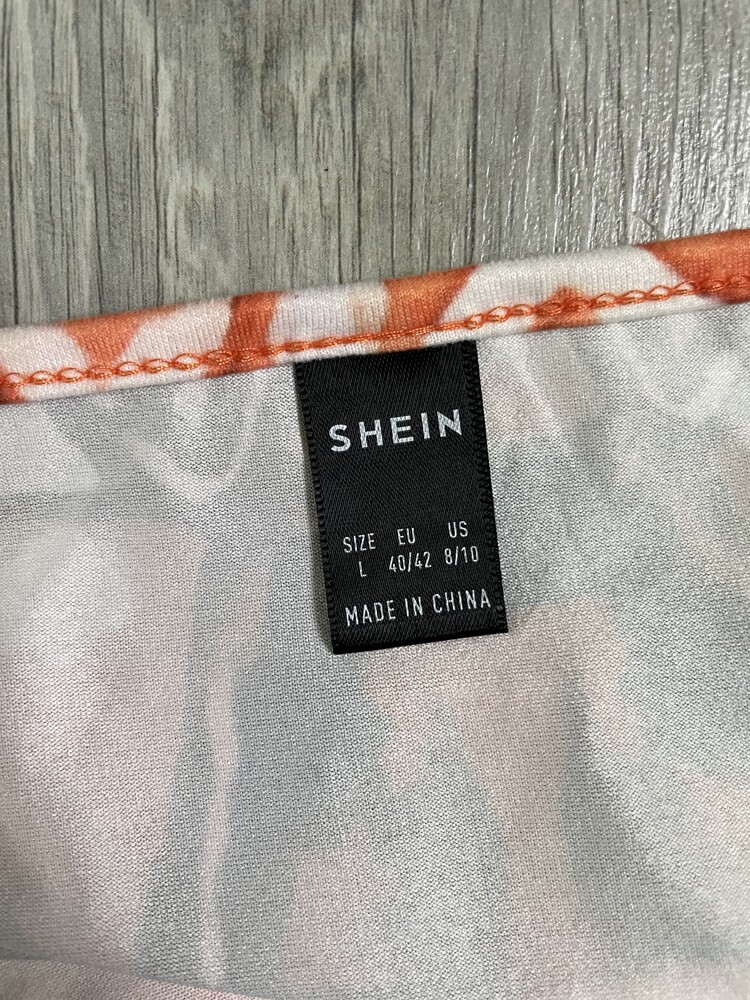 SHEIN
SIZE EU US
L 40/42 8/10
MADE IN CHINA